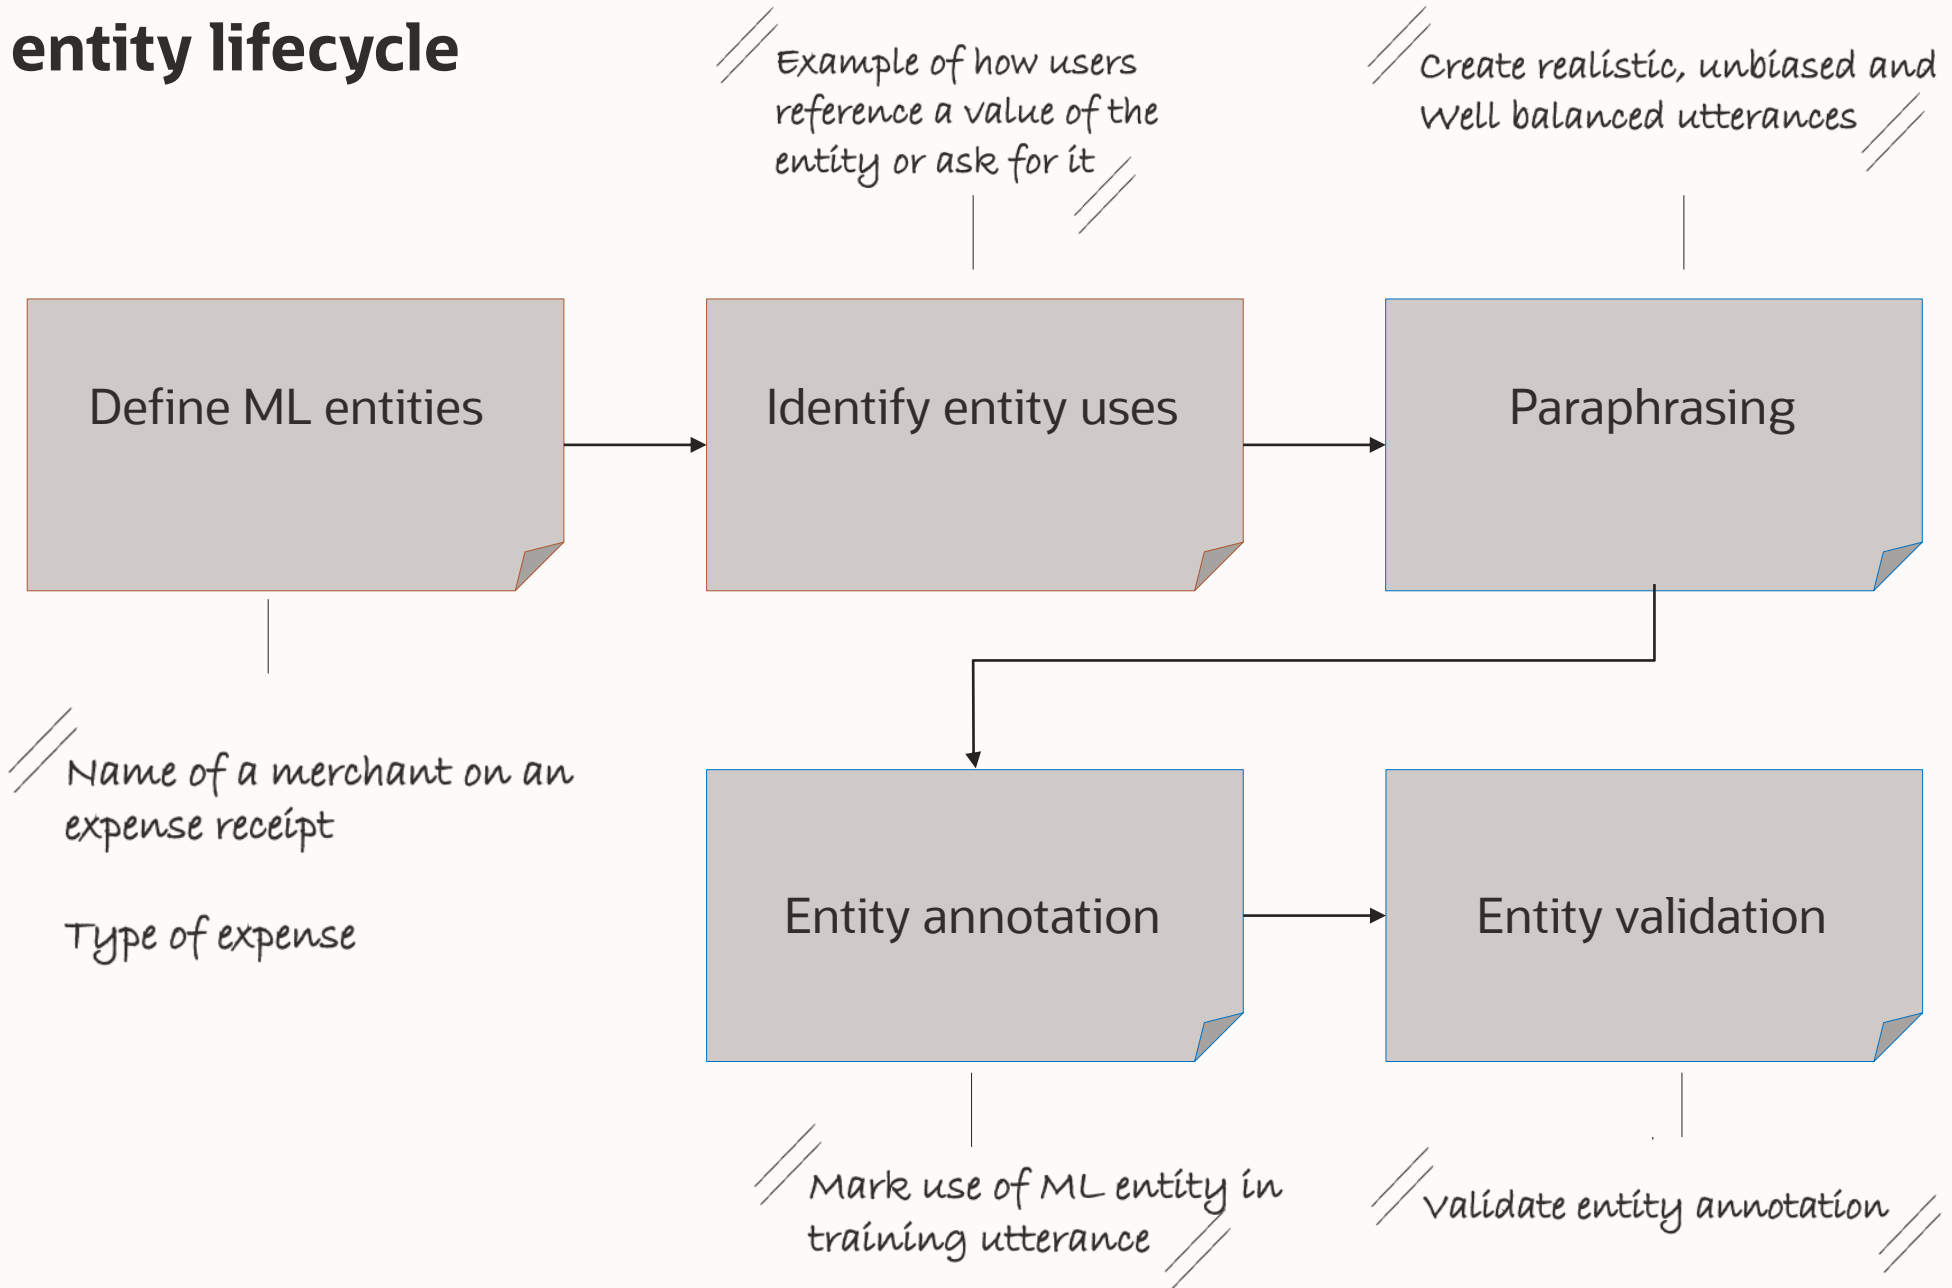 entity lifecycle
Example of how users
reference a value of the
entity or ask for it
Create realistic, unbiased and
Well balanced utterances
Define ML entities
Identify entity uses
Paraphrasing
Name of a merchant on an
expense receipt
Type of expense
Entity annotation
Entity validation
Mark use of ML entity in
training utterance
Validate entity annotation